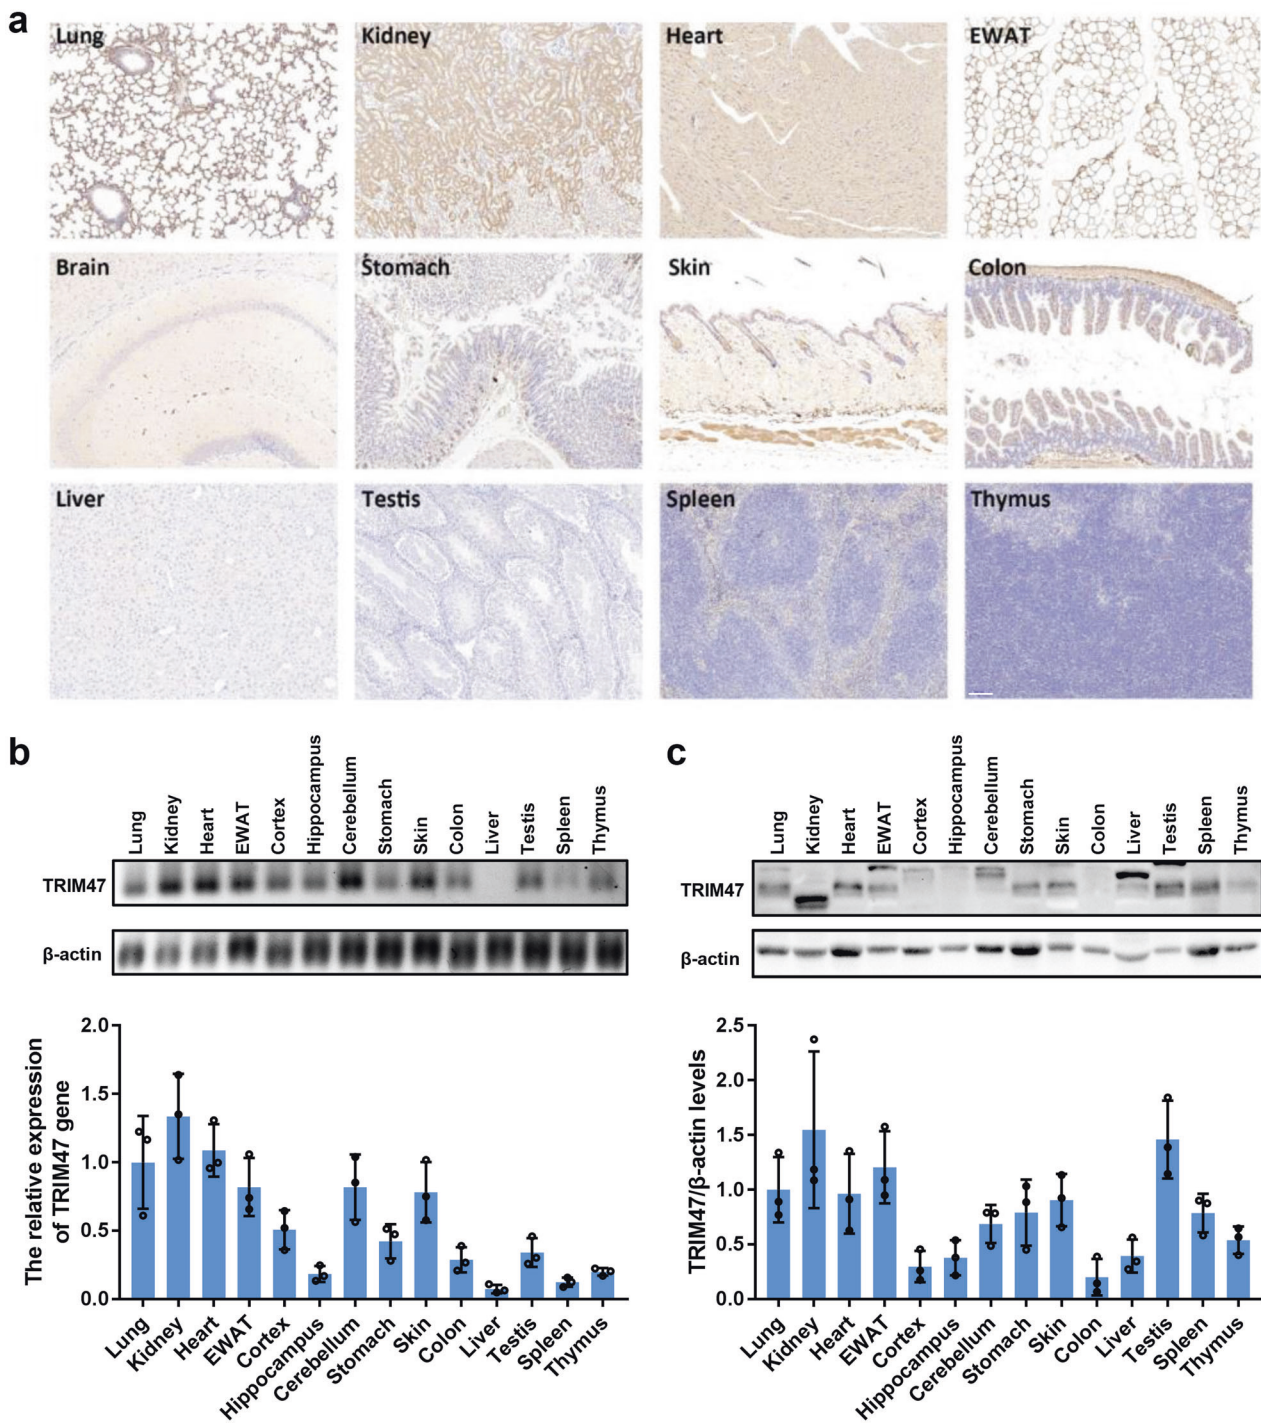 a
Lung
Kidney
Heart
EWAT
Brain
Stomach
Skin
Colon
Liver
Testis
Spleen
Thymus
b
Lung
Kidney
Heart
EWAT
Cortex
Hippocampus
Cerebellum
Stomach
Skin
Colon
Liver
Testis
Spleen
Thymus
TRIM47
β-actin
The relative expression
of TRIM47 gene
2.0
1.5
1.0
0.5
0.0
Lung
Kidney
Heart
EWAT
Cortex
Hippocampus
Cerebellum
Stomach
Skin
Colon
Liver
Testis
Spleen
Thymus
c
Lung
Kidney
Heart
EWAT
Cortex
Hippocampus
Cerebellum
Stomach
Skin
Colon
Liver
Testis
Spleen
Thymus
TRIM47
β-actin
TRIM47/β-actin levels
2.5
2.0
1.5
1.0
0.5
0.0
Lung
Kidney
Heart
EWAT
Cortex
Hippocampus
Cerebellum
Stomach
Skin
Colon
Liver
Testis
Spleen
Thymus